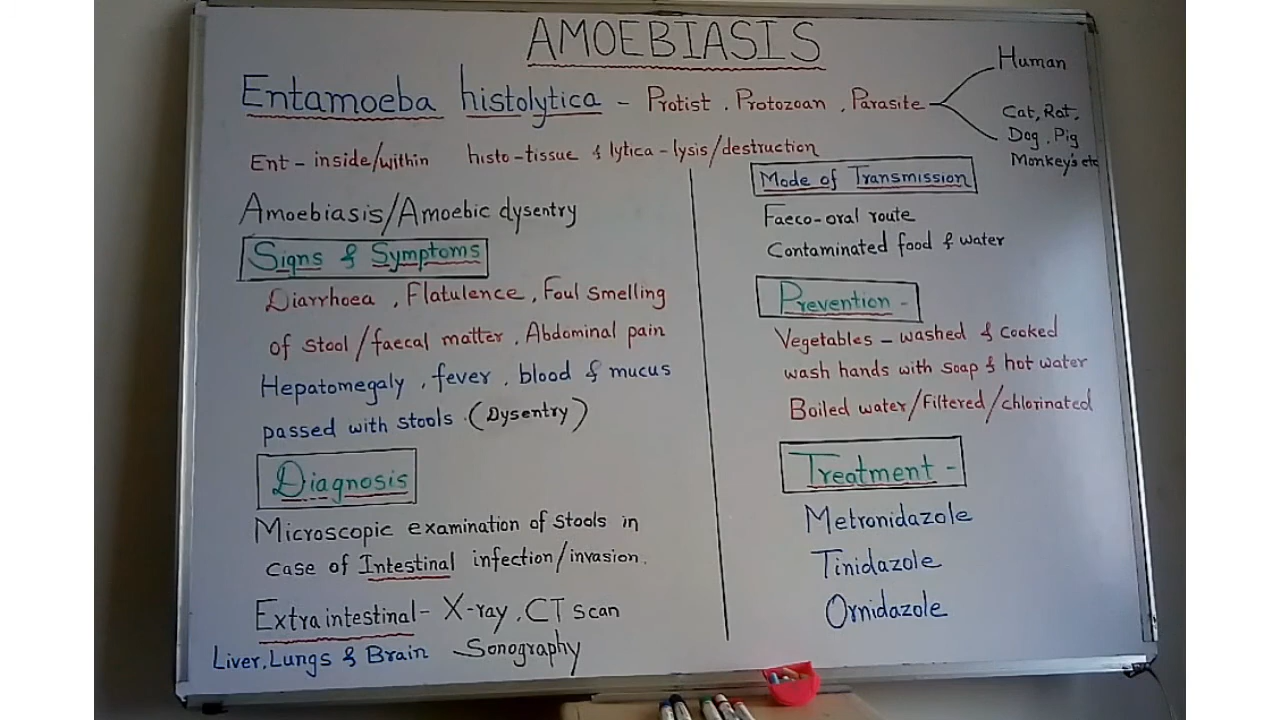 AMOEBIASIS
Entamoeba histolytica - Protist. Protozoan, Parasite
Human
Cat, Rat,
Dog, Pig
Monkey's etc
Ent - inside/within histo-tissue & lytica-lysis/destruction
Amoebiasis/Amoebic dysentry
Signs & Symptoms
Diarrhoea, Flatulence, Foul smelling
of stool/faecal matter, Abdominal pain
Hepatomegaly, fever, blood & mucus
passed with stools. (Dysentry)
Diagnosis
Microscopic examination of stools in
case of Intestinal infection/invasion.
Extraintestinal - X-ray, CT scan
Liver, Lungs & Brain Sonography
Mode of Transmission
Faeco-oral route
Contaminated food & water
Prevention -
Vegetables - washed & cooked
wash hands with soap & hot water
Boiled water/Filtered/chlorinated
Treatment -
Metronidazole
Tinidazole
Ornidazole